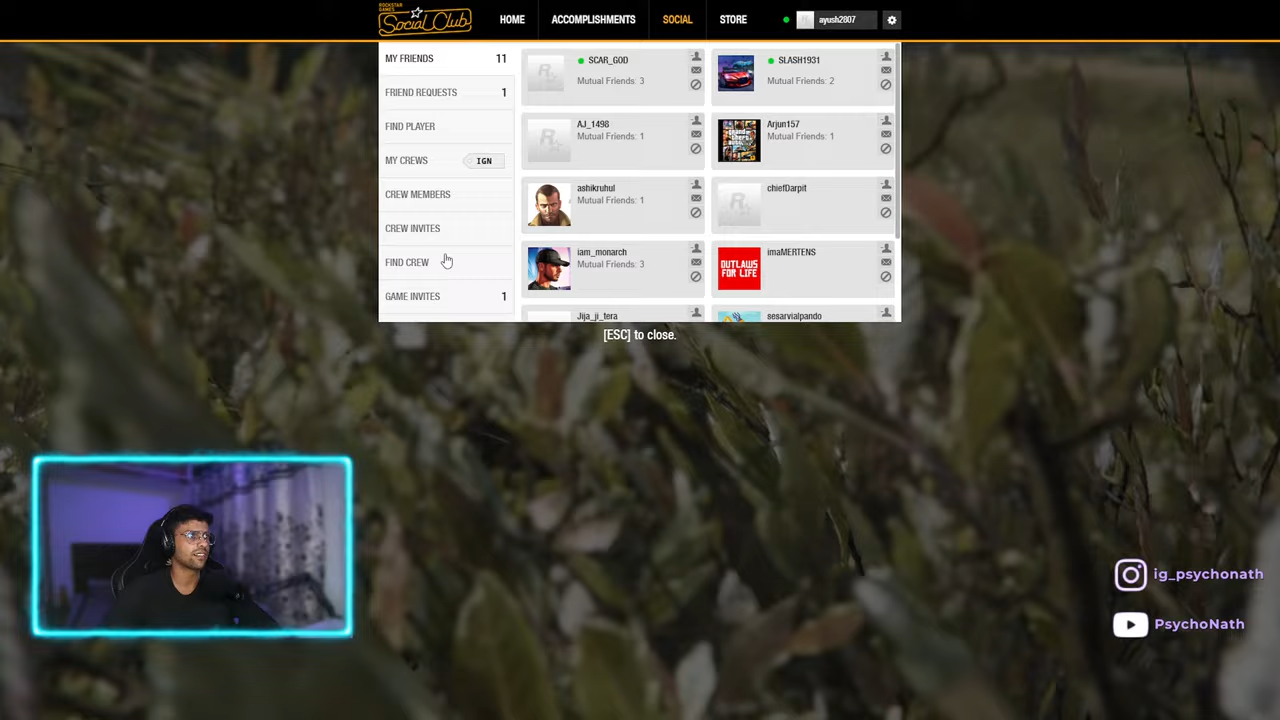 ROCKSTAR GAMES
Social Club
HOME
ACCOMPLISHMENTS
SOCIAL
STORE
ayush2807
MY FRIENDS 11
FRIEND REQUESTS 1
FIND PLAYER
MY CREWS IGN
CREW MEMBERS
CREW INVITES
FIND CREW
GAME INVITES 1
SCAR_GOD
Mutual Friends: 3
SLASH1931
Mutual Friends: 2
AJ_1498
Mutual Friends: 1
Arjun157
Mutual Friends: 1
ashikruhul
Mutual Friends: 1
chiefDarpit
iam_monarch
Mutual Friends: 3
OUTLAWS
FOR LIFE
imaMERTENS
Jija_ji_tera
sesarvialpando
[ESC] to close.
ig_psychonath
PsychoNath